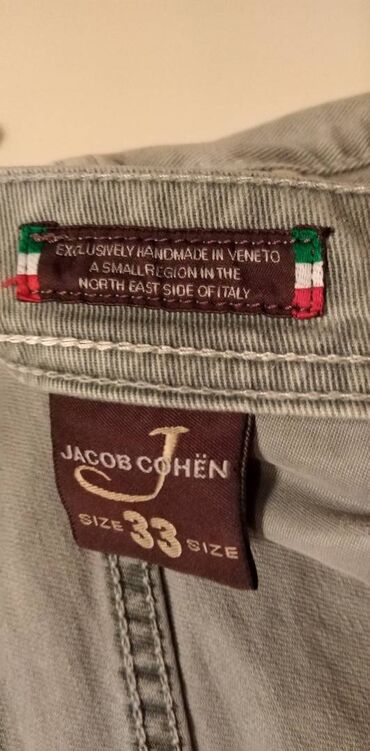 EXCLUSIVELY HANDMADE IN VENETO
A SMALL REGION IN THE
NORTH EAST SIDE OF ITALY
J
JACOB COHËN
SIZE 33 SIZE